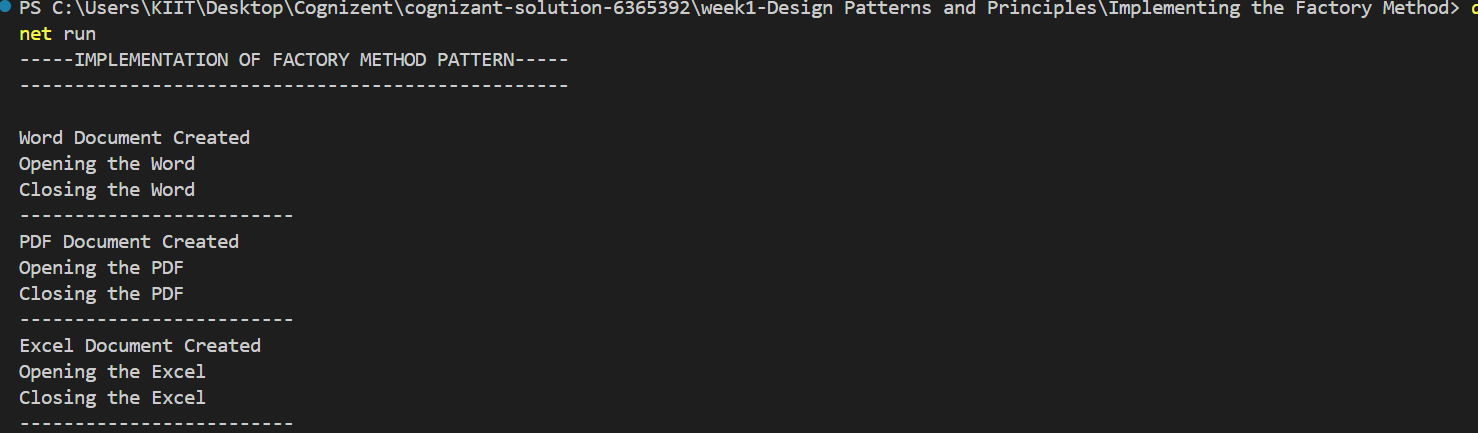 PS C:\Users\KIIT\Desktop\Cognizent\cognizant-solution-6365392\week1-Design Patterns and Principles\Implementing the Factory Method>
net run
-----IMPLEMENTATION OF FACTORY METHOD PATTERN-----
--------------------------------------------------
Word Document Created
Opening the Word
Closing the Word
-------------------------
PDF Document Created
Opening the PDF
Closing the PDF
-------------------------
Excel Document Created
Opening the Excel
Closing the Excel
-------------------------